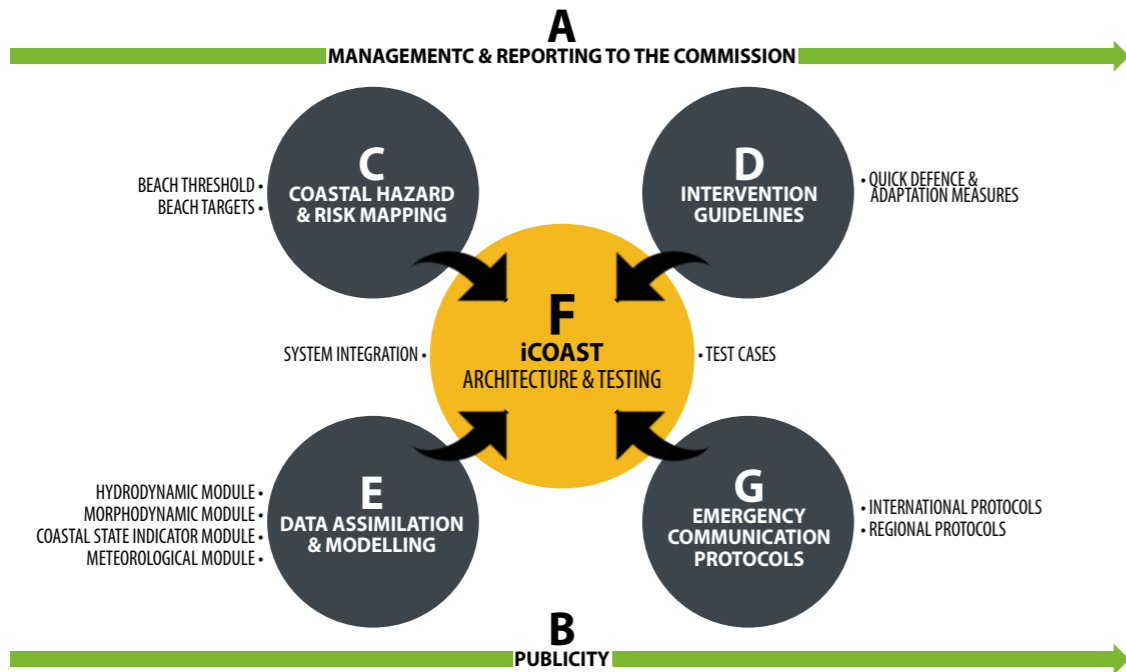 A
MANAGEMENTC & REPORTING TO THE COMMISSION
C
COASTAL HAZARD
& RISK MAPPING
BEACH THRESHOLD •
BEACH TARGETS •
D
INTERVENTION
GUIDELINES
• QUICK DEFENCE &
ADAPTATION MEASURES
F
iCOAST
ARCHITECTURE & TESTING
SYSTEM INTEGRATION •
• TEST CASES
E
DATA ASSIMILATION
& MODELLING
HYDRODYNAMIC MODULE •
MORPHODYNAMIC MODULE •
COASTAL STATE INDICATOR MODULE •
METEOROLOGICAL MODULE •
G
EMERGENCY
COMMUNICATION
PROTOCOLS
• INTERNATIONAL PROTOCOLS
• REGIONAL PROTOCOLS
B
PUBLICITY